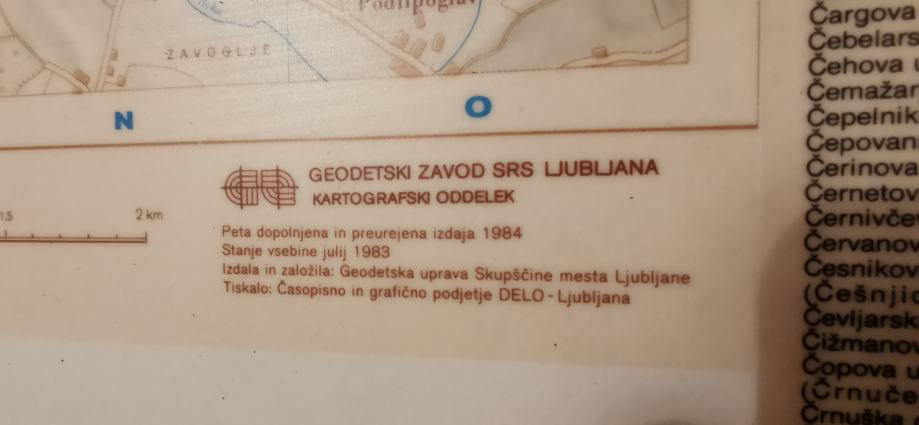 ZAVOGLJE
N
O
GEODETSKI ZAVOD SRS LJUBLJANA
KARTOGRAFSKI ODDELEK
1,5
2 km
Peta dopolnjena in preurejena izdaja 1984
Stanje vsebine julij 1983
Izdala in založila: Geodetska uprava Skupščine mesta Ljubljane
Tiskalo: Časopisno in grafično podjetje DELO - Ljubljana
Čargova
Čebelars
Čehova u
Čemažar
Čepelnik
Čepovan
Čerinova
Černetov
Černivče
Červanov
Česnikov
(Češnjic
Čevljarsk
Čižmanov
Čopova u
(Črnuče
Črnuška